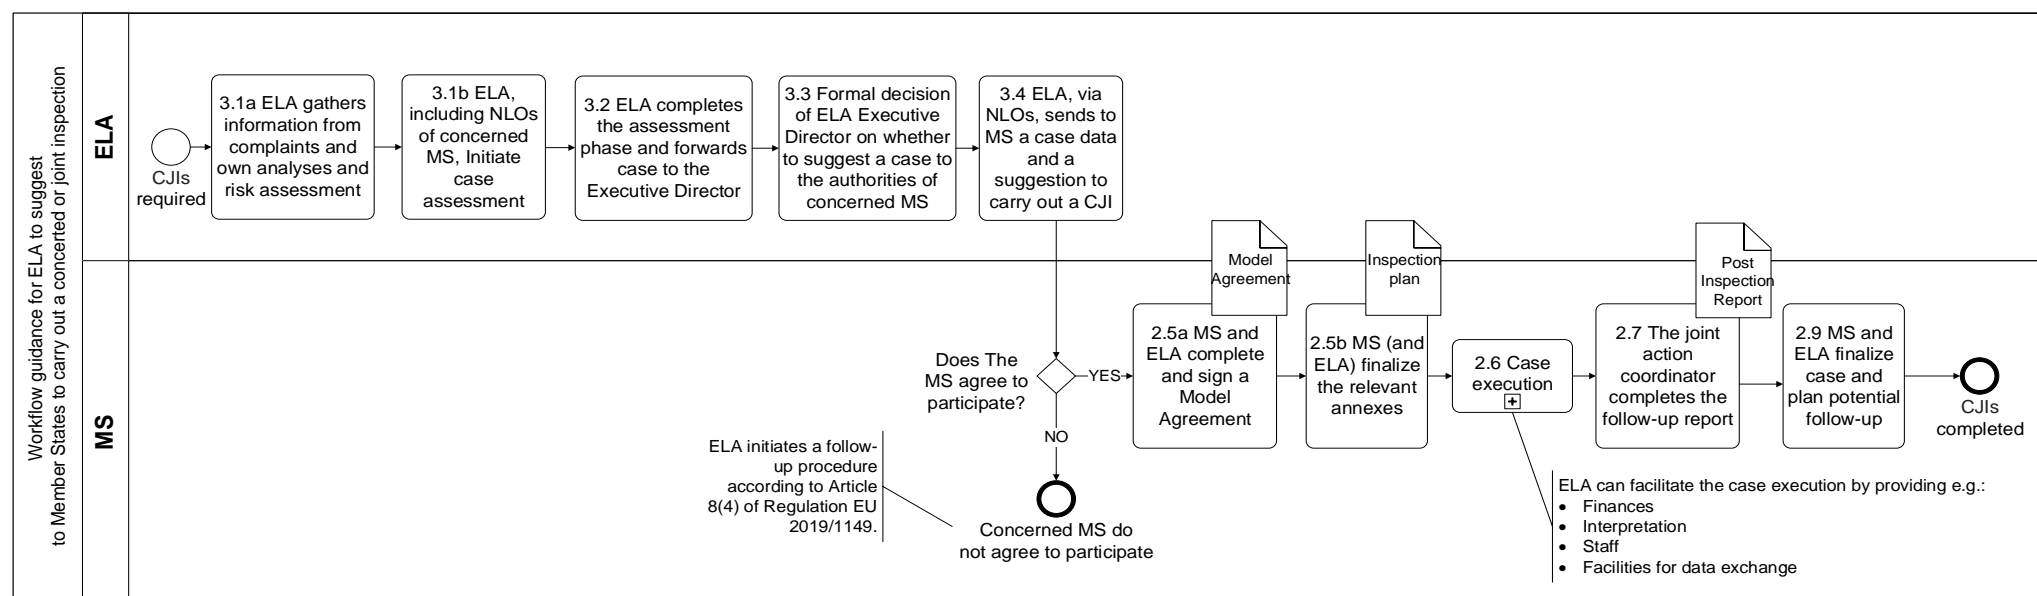 Workflow guidance for ELA to suggest
to Member States to carry out a concerted or joint inspection
ELA
CJIs
required
3.1a ELA gathers
information from
complaints and
own analyses and
risk assessment
3.1b ELA,
including NLOs
of concerned
MS, Initiate
case
assessment
3.2 ELA completes
the assessment
phase and forwards
case to the
Executive Director
3.3 Formal decision
of ELA Executive
Director on whether
to suggest a case to
the authorities of
concerned MS
3.4 ELA, via
NLOs, sends to
MS a case data
and a
suggestion to
carry out a CJI
MS
Does The
MS agree to
participate?
YES
NO
ELA initiates a follow-
up procedure
according to Article
8(4) of Regulation EU
2019/1149.
Concerned MS do
not agree to participate
Model
Agreement
2.5a MS and
ELA complete
and sign a
Model
Agreement
Inspection
plan
2.5b MS (and
ELA) finalize
the relevant
annexes
2.6 Case
execution
ELA can facilitate the case execution by providing e.g.:
• Finances
• Interpretation
• Staff
• Facilities for data exchange
Post
Inspection
Report
2.7 The joint
action
coordinator
completes the
follow-up report
2.9 MS and
ELA finalize
case and
plan potential
follow-up
CJIs
completed